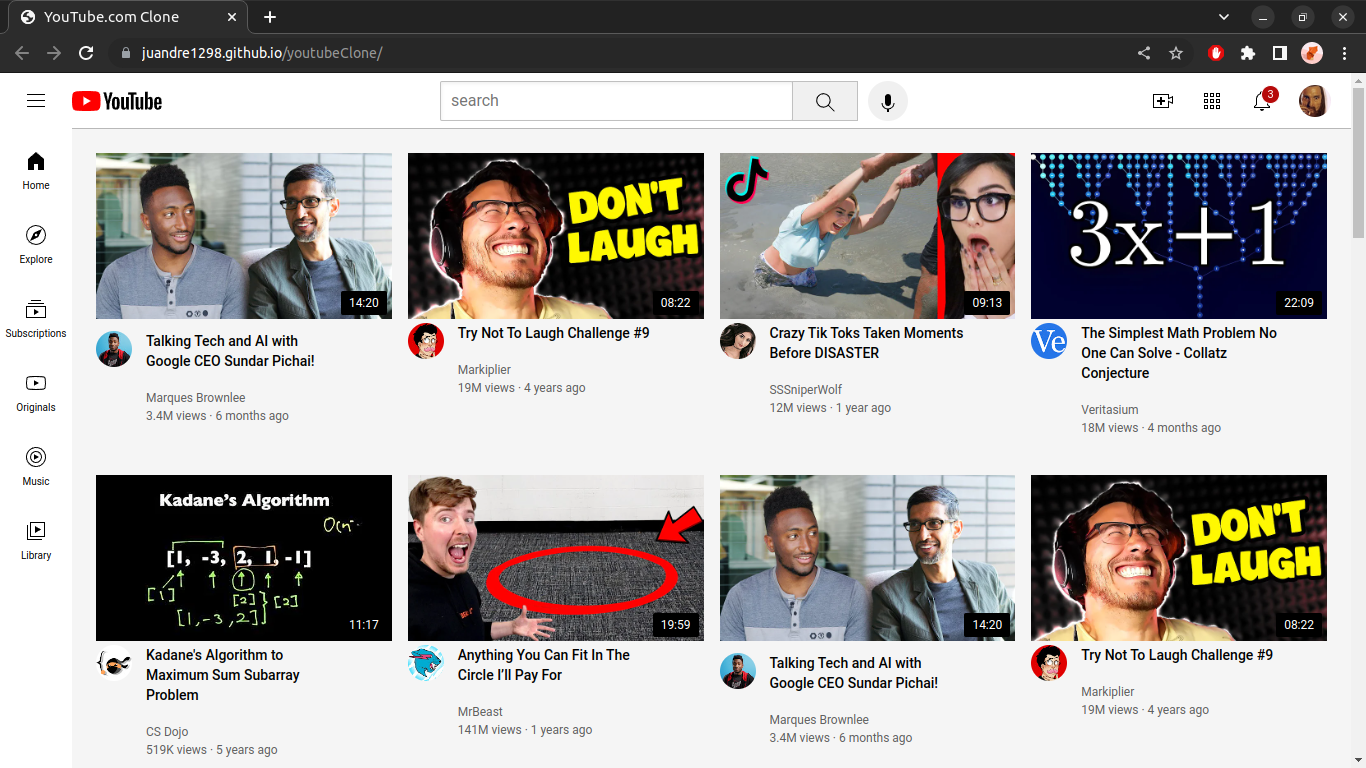 YouTube.com Clone
juandre1298.github.io/youtubeClone/
YouTube
search
3
Home
Explore
Subscriptions
Originals
Music
Library
14:20
Talking Tech and AI with
Google CEO Sundar Pichai!
Marques Brownlee
3.4M views · 6 months ago
DON'T
LAUGH
08:22
Try Not To Laugh Challenge #9
Markiplier
19M views · 4 years ago
09:13
Crazy Tik Toks Taken Moments
Before DISASTER
SSSniperWolf
12M views · 1 year ago
3x+1
22:09
Ve
The Simplest Math Problem No
One Can Solve - Collatz
Conjecture
Veritasium
18M views · 4 months ago
Kadane's Algorithm
[1, -3, 2, 1, -1]
[1]
[2]
[2]
[1,-3,2]
11:17
Kadane's Algorithm to
Maximum Sum Subarray
Problem
CS Dojo
519K views · 5 years ago
19:59
Anything You Can Fit In The
Circle I'll Pay For
MrBeast
141M views · 1 years ago
14:20
Talking Tech and AI with
Google CEO Sundar Pichai!
Marques Brownlee
3.4M views · 6 months ago
DON'T
LAUGH
08:22
Try Not To Laugh Challenge #9
Markiplier
19M views · 4 years ago